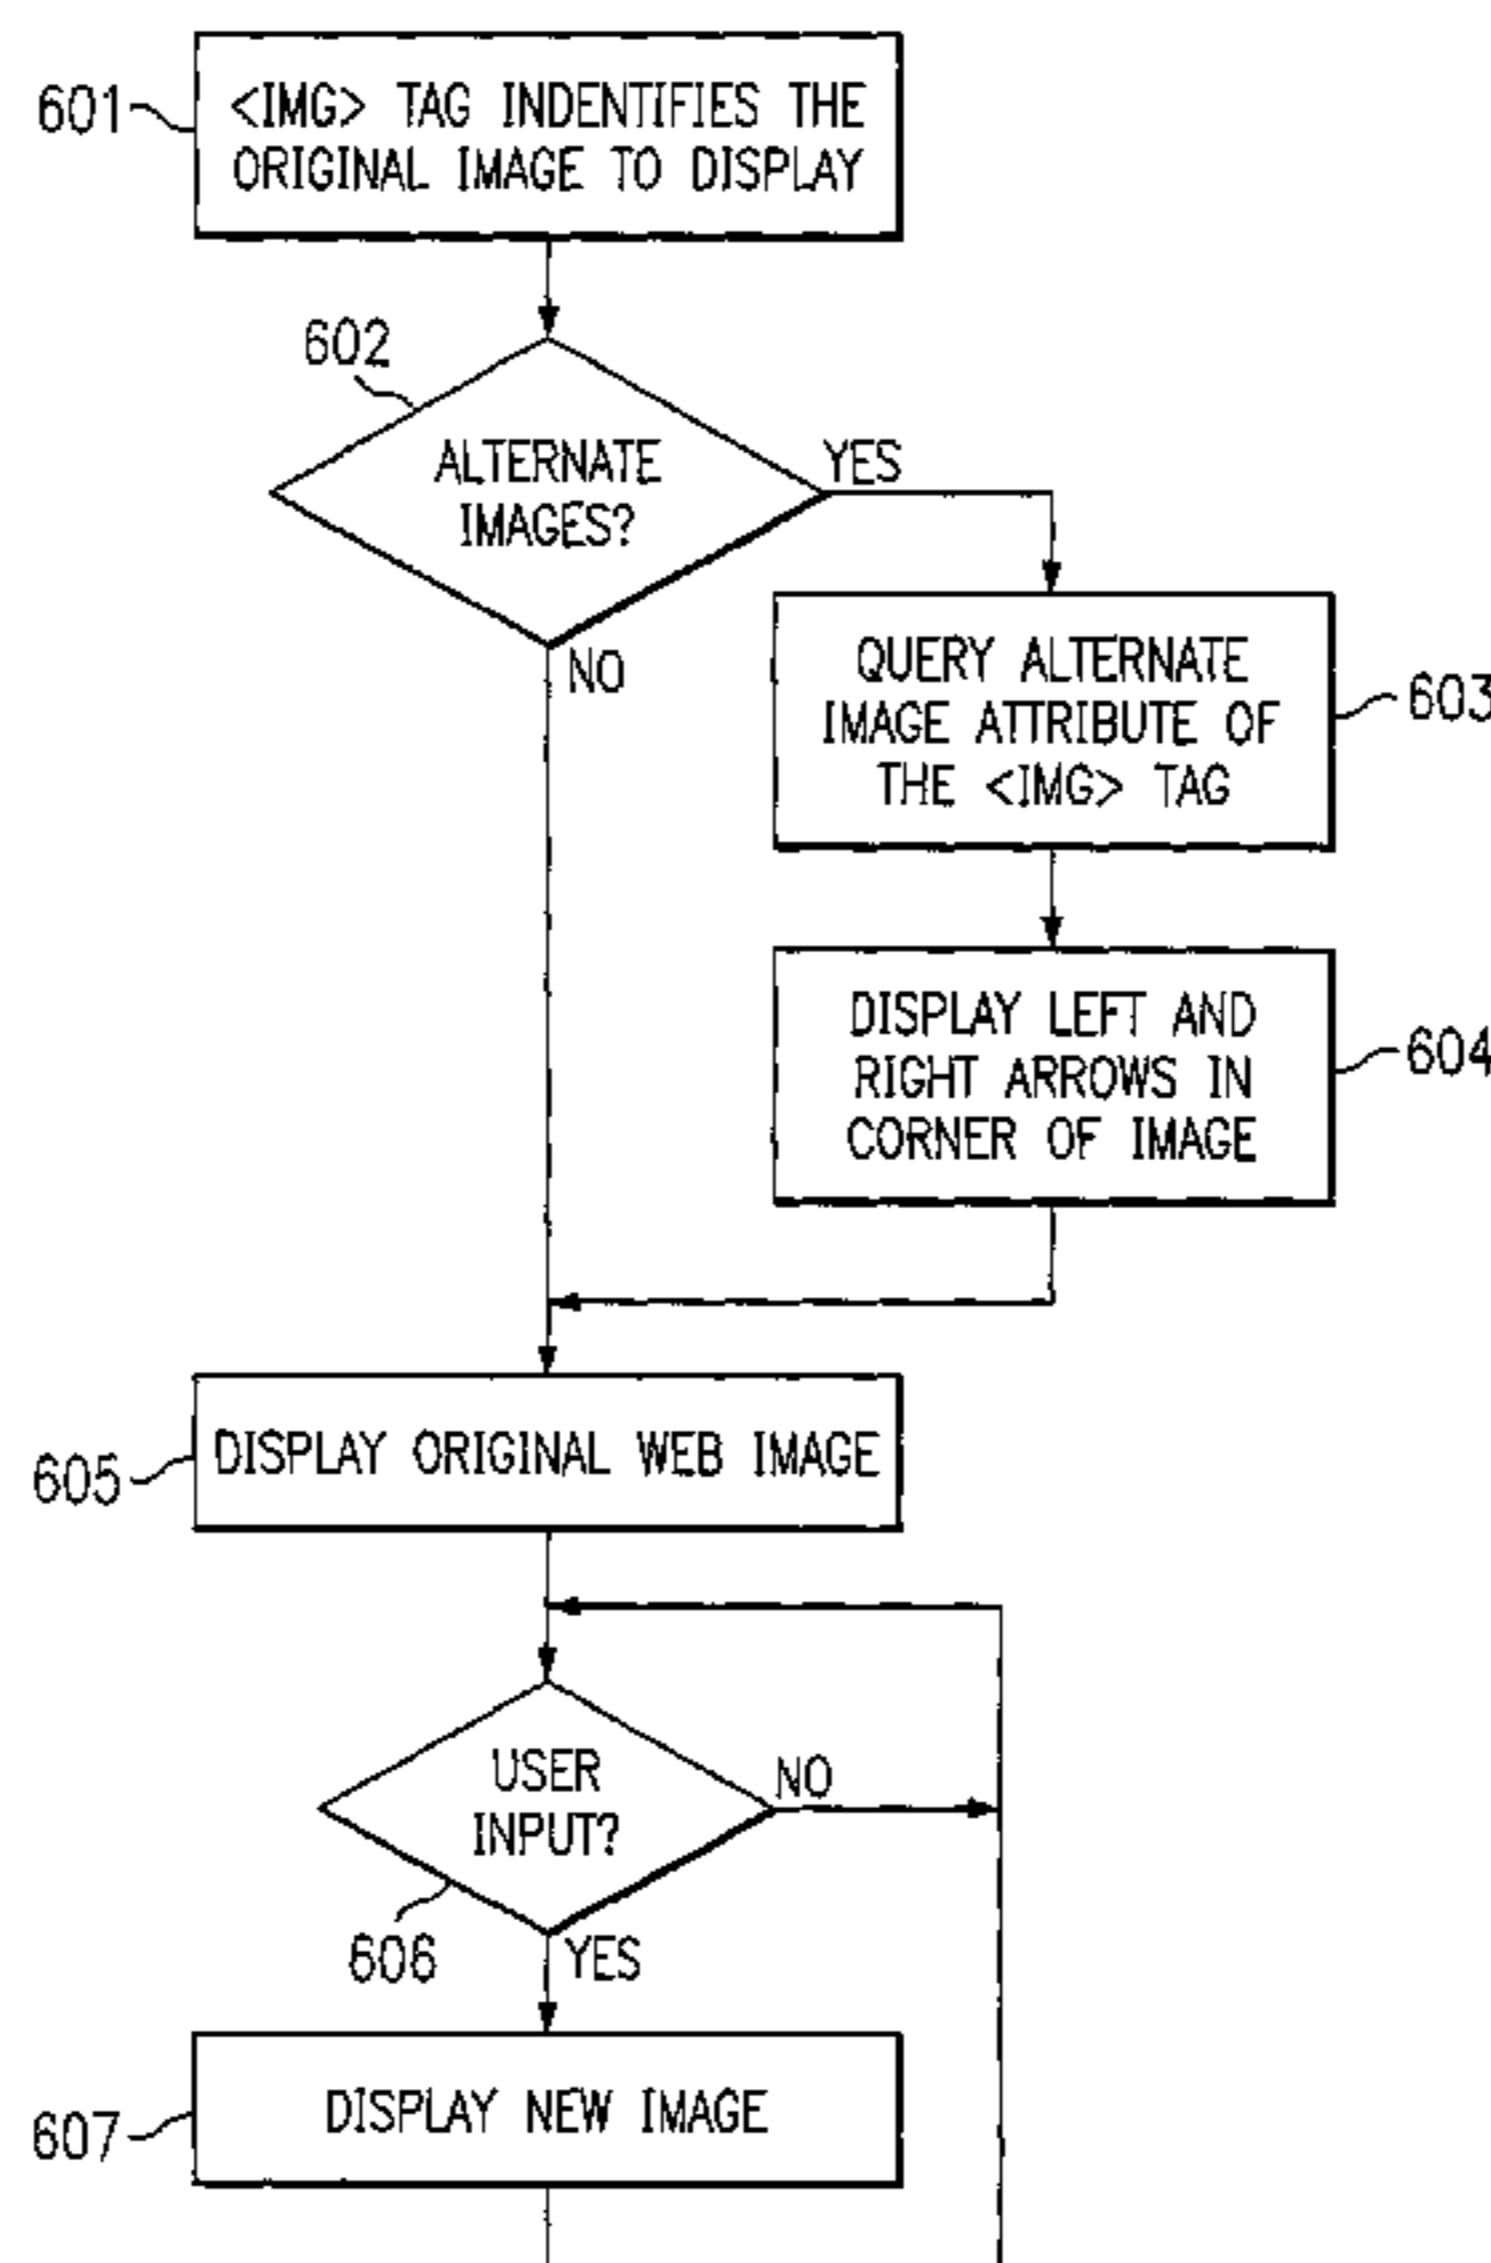 601
<IMG> TAG INDENTIFIES THE
ORIGINAL IMAGE TO DISPLAY
602
ALTERNATE
IMAGES?
YES
NO
QUERY ALTERNATE
IMAGE ATTRIBUTE OF
THE <IMG> TAG
603
DISPLAY LEFT AND
RIGHT ARROWS IN
CORNER OF IMAGE
604
605
DISPLAY ORIGINAL WEB IMAGE
USER
INPUT?
NO
606
YES
607
DISPLAY NEW IMAGE